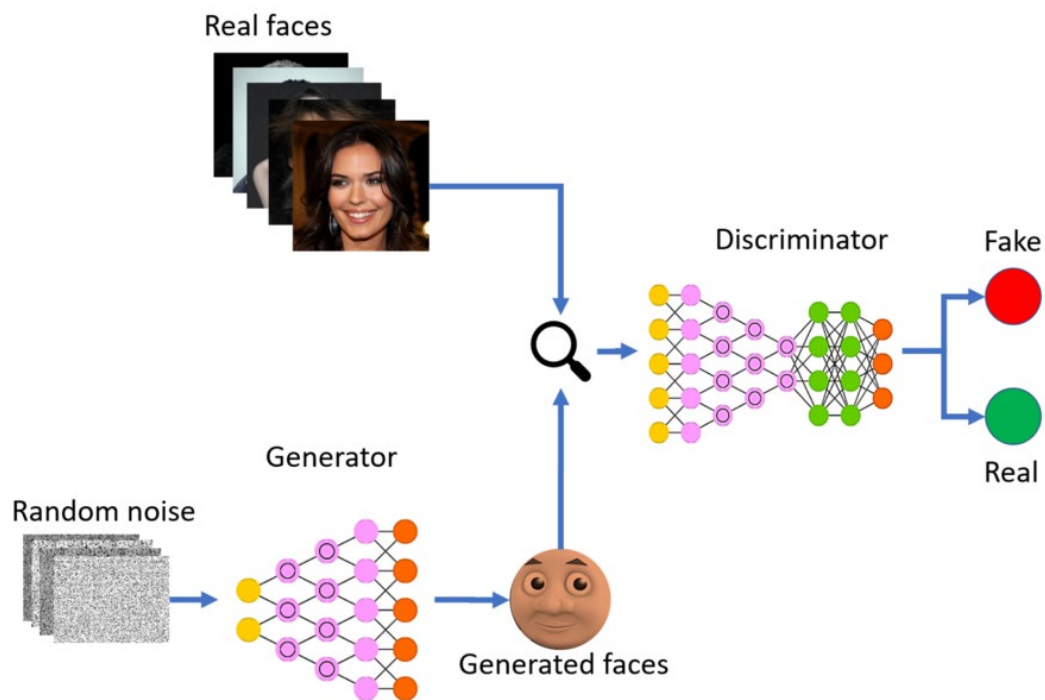 Real faces
Discriminator
Fake
Generator
Real
Random noise
Generated faces